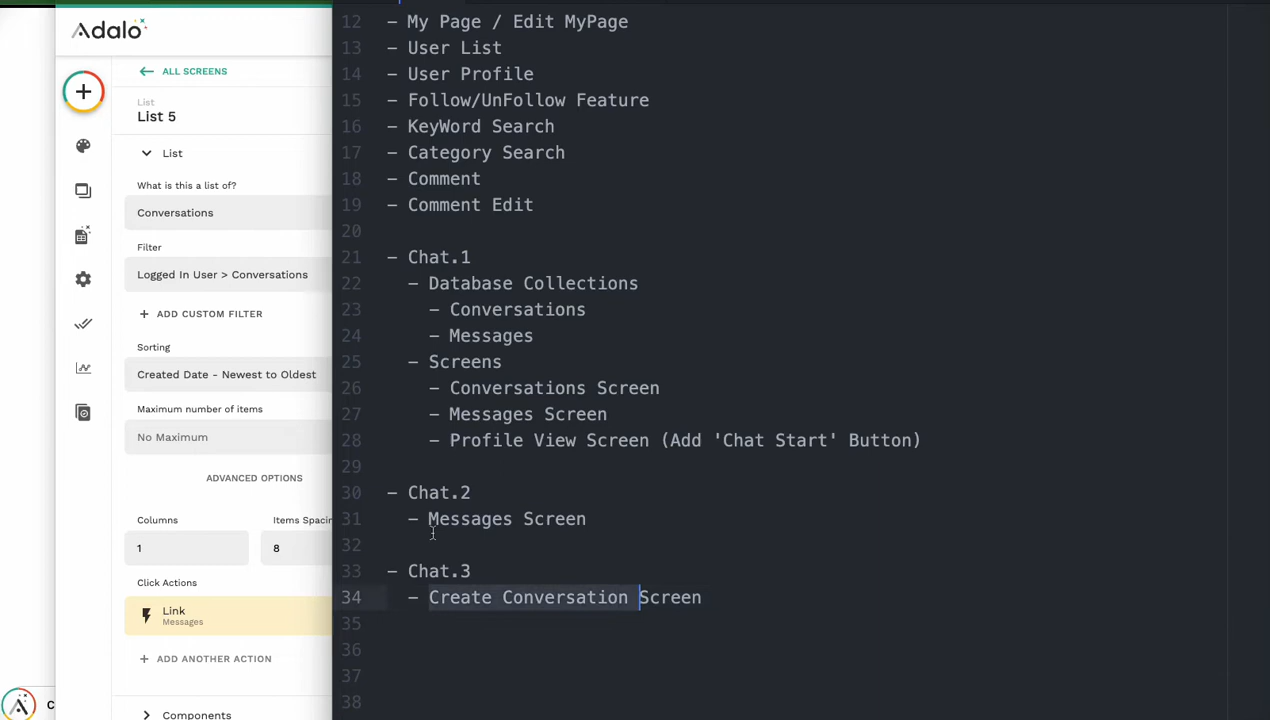 Adalo
ALL SCREENS
List
List 5
List
What is this a list of?
Conversations
Filter
Logged In User > Conversations
+ ADD CUSTOM FILTER
Sorting
Created Date - Newest to Oldest
Maximum number of items
No Maximum
ADVANCED OPTIONS
Columns
Items Spacin
1
8
Click Actions
Link
Messages
+ ADD ANOTHER ACTION
Components
C
12 - My Page / Edit MyPage
13 - User List
14 - User Profile
15 - Follow/UnFollow Feature
16 - KeyWord Search
17 - Category Search
18 - Comment
19 - Comment Edit
20
21 - Chat.1
22 - Database Collections
23 - Conversations
24 - Messages
25 - Screens
26 - Conversations Screen
27 - Messages Screen
28 - Profile View Screen (Add 'Chat Start' Button)
29
30 - Chat.2
31 - Messages Screen
32
33 - Chat.3
34 - Create Conversation Screen
35
36
37
38